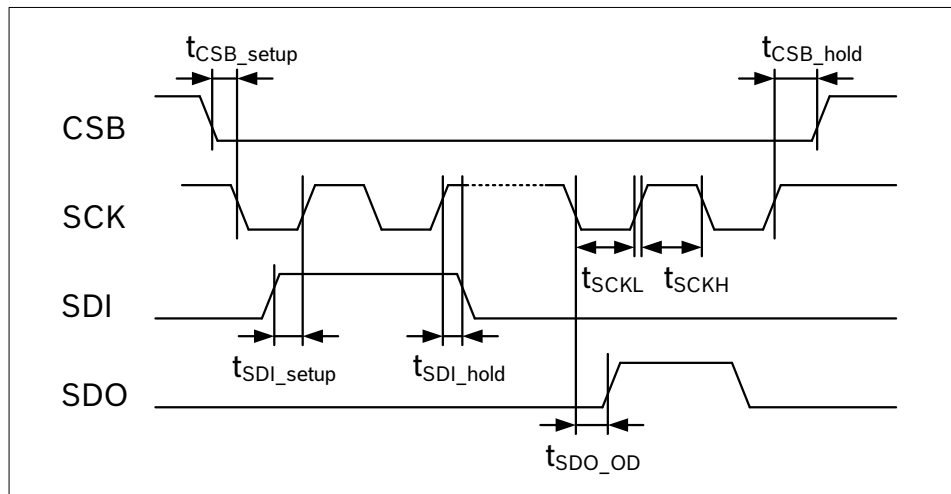 tCSB_setup
tCSB_hold
CSB
SCK
tSCKL
tSCKH
SDI
tSDI_setup
tSDI_hold
SDO
tSDO_OD